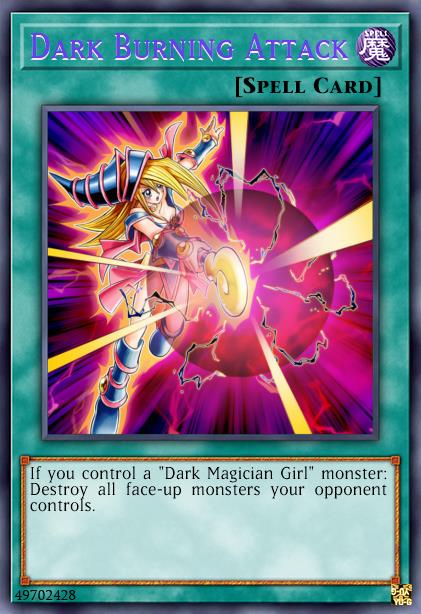 Dark Burning Attack
SPELL
魔
[Spell Card]
If you control a "Dark Magician Girl" monster:
Destroy all face-up monsters your opponent
controls.
49702428